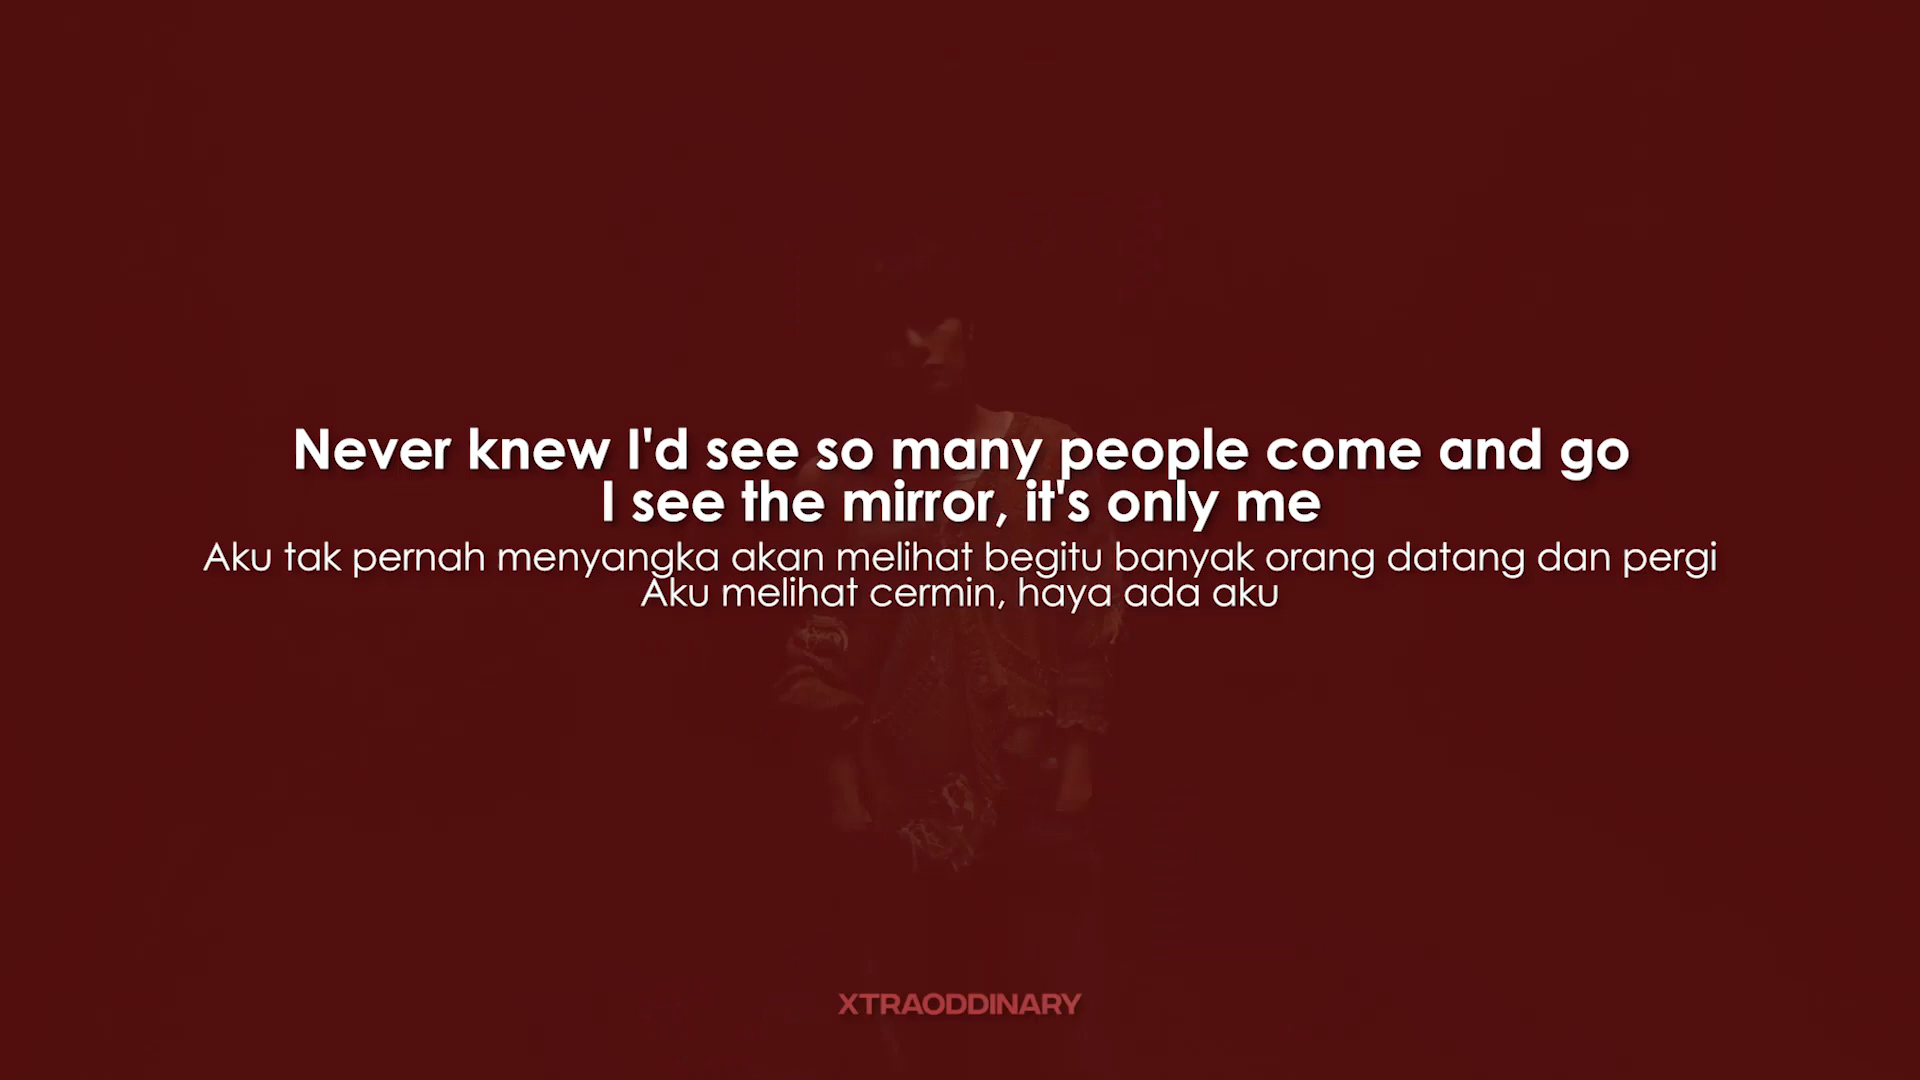 Never knew I'd see so many people come and go
I see the mirror, it's only me
Aku tak pernah menyangka akan melihat begitu banyak orang datang dan pergi
Aku melihat cermin, haya ada aku
XTRAODDINARY